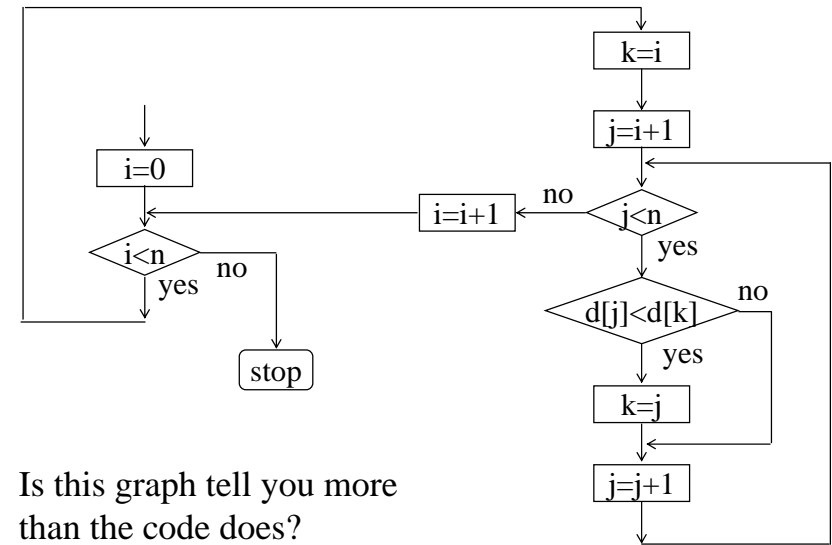 k=i
j=i+1
i=0
i=i+1
no
j<n
yes
i<n
no
yes
d[j]<d[k]
no
yes
stop
k=j
j=j+1
Is this graph tell you more
than the code does?